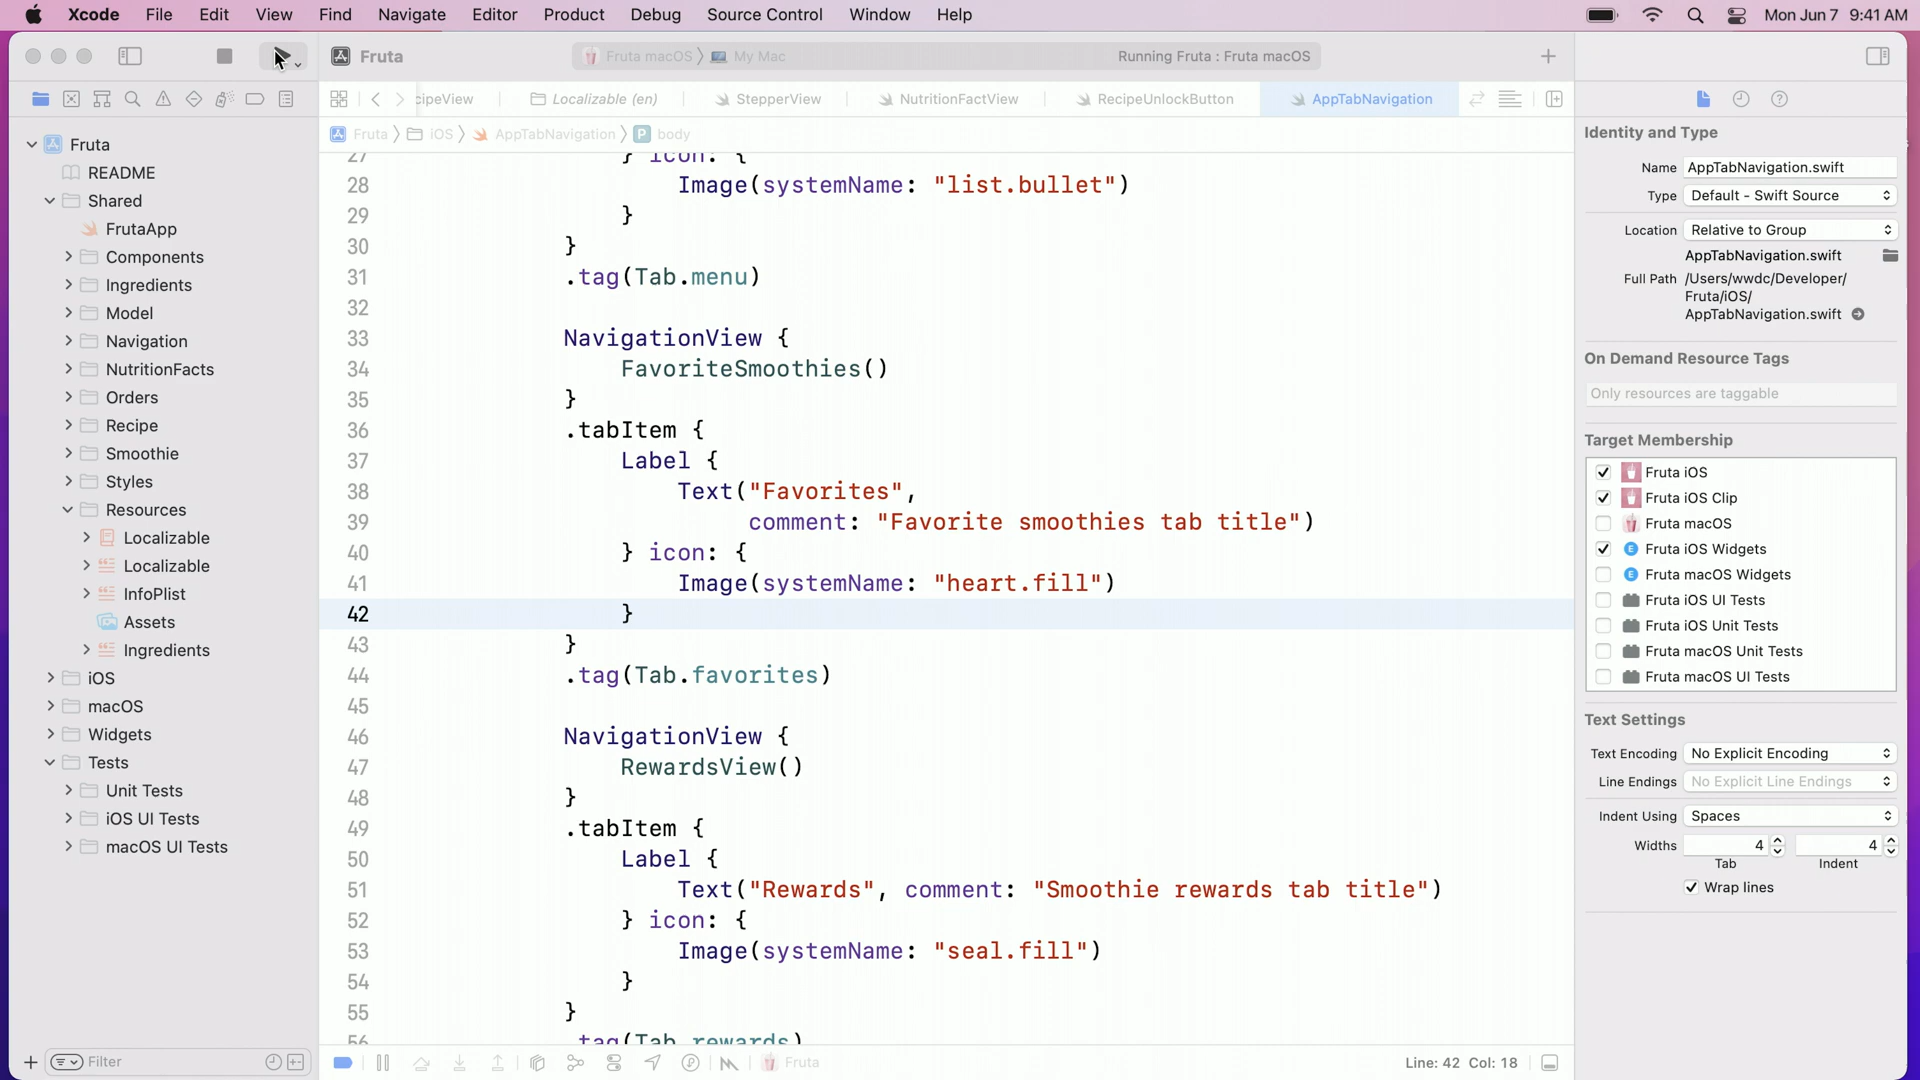 Xcode File Edit View Find Navigate Editor Product Debug Source Control Window Help Mon Jun 7 9:41 AM
Fruta Fruta macOS My Mac Running Fruta : Fruta macOS
cipeView Localizable (en) StepperView NutritionFactView RecipeUnlockButton AppTabNavigation
Fruta iOS AppTabNavigation P body
Fruta
README
Shared
FrutaApp
Components
Ingredients
Model
Navigation
NutritionFacts
Orders
Recipe
Smoothie
Styles
Resources
Localizable
Localizable
InfoPlist
Assets
Ingredients
iOS
macOS
Widgets
Tests
Unit Tests
iOS UI Tests
macOS UI Tests
Filter
27 } icon: {
28 Image(systemName: "list.bullet")
29 }
30 }
31 .tag(Tab.menu)
32
33 NavigationView {
34 FavoriteSmoothies()
35 }
36 .tabItem {
37 Label {
38 Text("Favorites",
39 comment: "Favorite smoothies tab title")
40 } icon: {
41 Image(systemName: "heart.fill")
42 }
43 }
44 .tag(Tab.favorites)
45
46 NavigationView {
47 RewardsView()
48 }
49 .tabItem {
50 Label {
51 Text("Rewards", comment: "Smoothie rewards tab title")
52 } icon: {
53 Image(systemName: "seal.fill")
54 }
55 }
56 .tag(Tab.rewards)
Fruta Line: 42 Col: 18
Identity and Type
Name AppTabNavigation.swift
Type Default - Swift Source
Location Relative to Group
AppTabNavigation.swift
Full Path /Users/wwdc/Developer/
Fruta/iOS/
AppTabNavigation.swift
On Demand Resource Tags
Only resources are taggable
Target Membership
Fruta iOS
Fruta iOS Clip
Fruta macOS
E Fruta iOS Widgets
E Fruta macOS Widgets
Fruta iOS UI Tests
Fruta iOS Unit Tests
Fruta macOS Unit Tests
Fruta macOS UI Tests
Text Settings
Text Encoding No Explicit Encoding
Line Endings No Explicit Line Endings
Indent Using Spaces
Widths 4 4
Tab Indent
Wrap lines